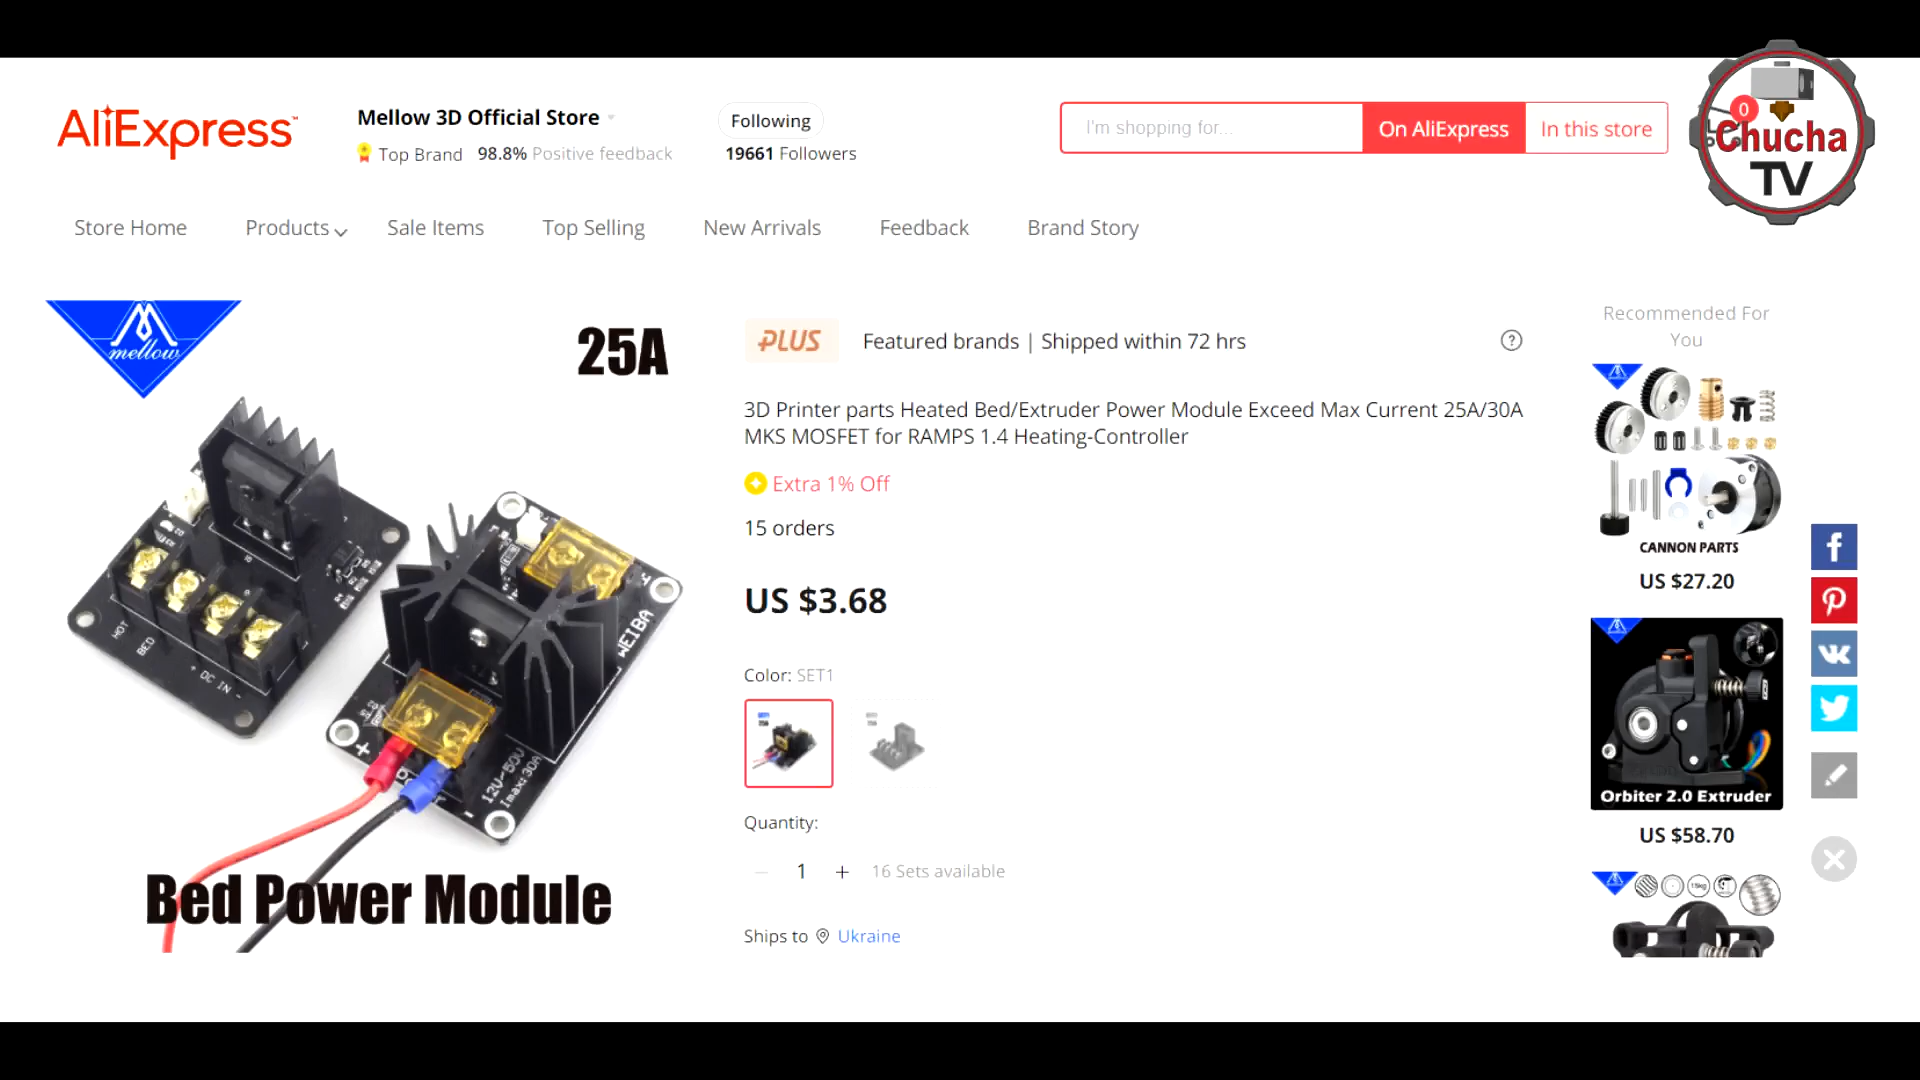 AliExpress
Mellow 3D Official Store
Following
Top Brand 98.8% Positive feedback
19661 Followers
I'm shopping for...
On AliExpress
In this store
0
Chucha
TV
Store Home
Products
Sale Items
Top Selling
New Arrivals
Feedback
Brand Story
mellow
25A
HOT BED
+ DC IN -
WEIBA
12V~50V
Imax:30A
Bed Power Module
PLUS
Featured brands | Shipped within 72 hrs
3D Printer parts Heated Bed/Extruder Power Module Exceed Max Current 25A/30A
MKS MOSFET for RAMPS 1.4 Heating-Controller
Extra 1% Off
15 orders
US $3.68
Color: SET1
Quantity:
1 + 16 Sets available
Ships to Ukraine
Recommended For
You
CANNON PARTS
US $27.20
Orbiter 2.0 Extruder
US $58.70